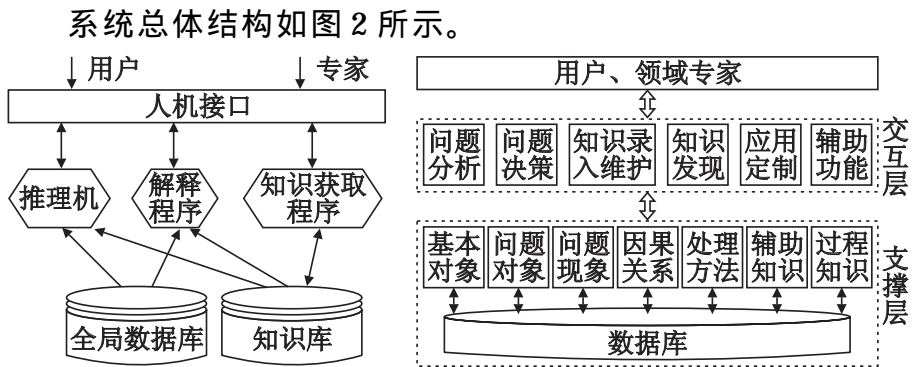 系统总体结构如图 2 所示。
用户
专家
人机接口
推理机
解释
程序
知识获取
程序
全局数据库
知识库
用户、领域专家
问题
分析
问题
决策
知识录
入维护
知识
发现
应用
定制
辅助
功能
交
互
层
基本
对象
问题
对象
问题
现象
因果
关系
处理
方法
辅助
知识
过程
知识
支
撑
层
数据库